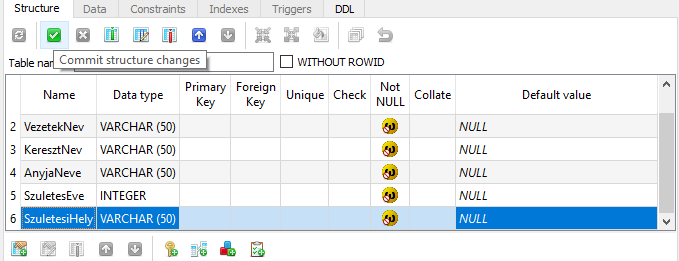 Structure Data Constraints Indexes Triggers DDL
Commit structure changes
Table nam WITHOUT ROWID
Name Data type Primary Key Foreign Key Unique Check Not NULL Collate Default value
2 VezetekNev VARCHAR (50) NULL
3 KeresztNev VARCHAR (50) NULL
4 AnyjaNeve VARCHAR (50) NULL
5 SzuletesEve INTEGER NULL
6 SzuletesiHely VARCHAR (50) NULL